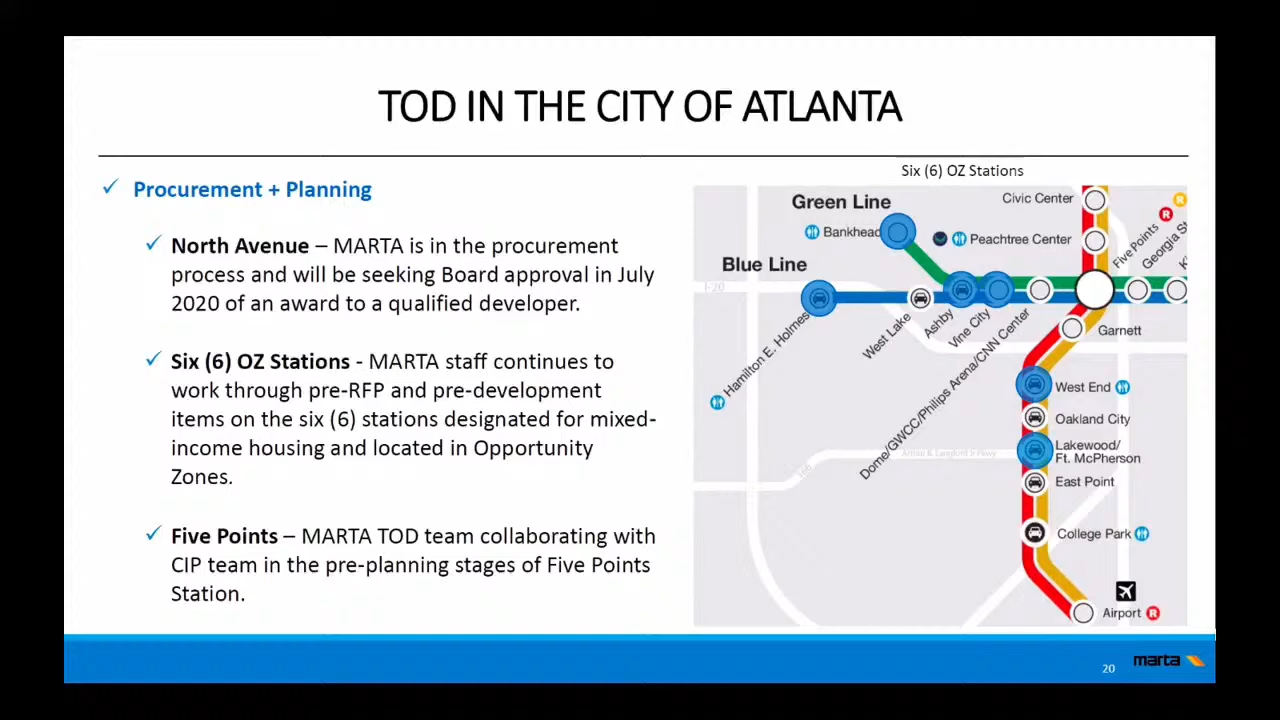 TOD IN THE CITY OF ATLANTA
✓ Procurement + Planning
✓ North Avenue – MARTA is in the procurement
process and will be seeking Board approval in July
2020 of an award to a qualified developer.
✓ Six (6) OZ Stations - MARTA staff continues to
work through pre-RFP and pre-development
items on the six (6) stations designated for mixed-
income housing and located in Opportunity
Zones.
✓ Five Points – MARTA TOD team collaborating with
CIP team in the pre-planning stages of Five Points
Station.
Six (6) OZ Stations
Green Line
Bankhead
Blue Line
I-20
Hamilton E. Holmes
West Lake
Ashby
Vine City
Dome/GWCC/Philips Arena/CNN Center
Civic Center
Peachtree Center
Five Points
R
R
Georgia St
K
Garnett
West End
Oakland City
Lakewood/
Ft. McPherson
East Point
College Park
Airport R
20
marta